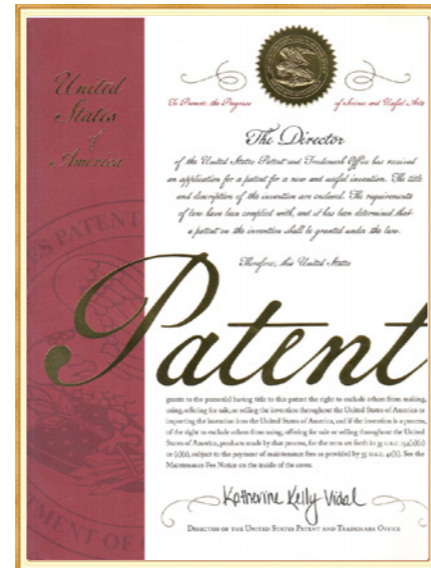 United
States
of
America
To Promote the Progress of Science and Useful Arts
The Director
of the United States Patent and Trademark Office has received
an application for a patent for a new and useful invention. The title
and description of the invention are enclosed. The requirements
of law have been complied with, and it has been determined that
a patent on the invention shall be granted under the law.
Therefore, this United States
Patent
grants to the person(s) having title to this patent the right to exclude others from making,
using, offering for sale, or selling the invention throughout the United States of America or
importing the invention into the United States of America, and if the invention is a process,
of the right to exclude others from using, offering for sale or selling throughout the United
States of America, products made by that process, for the term set forth in 35 U.S.C. 154(a)(2)
or (c)(1), subject to the payment of maintenance fees as provided by 35 U.S.C. 41(b). See the
Maintenance Fee Notice on the inside of the cover.
Katherine Kelly Vidal
Director of the United States Patent and Trademark Office